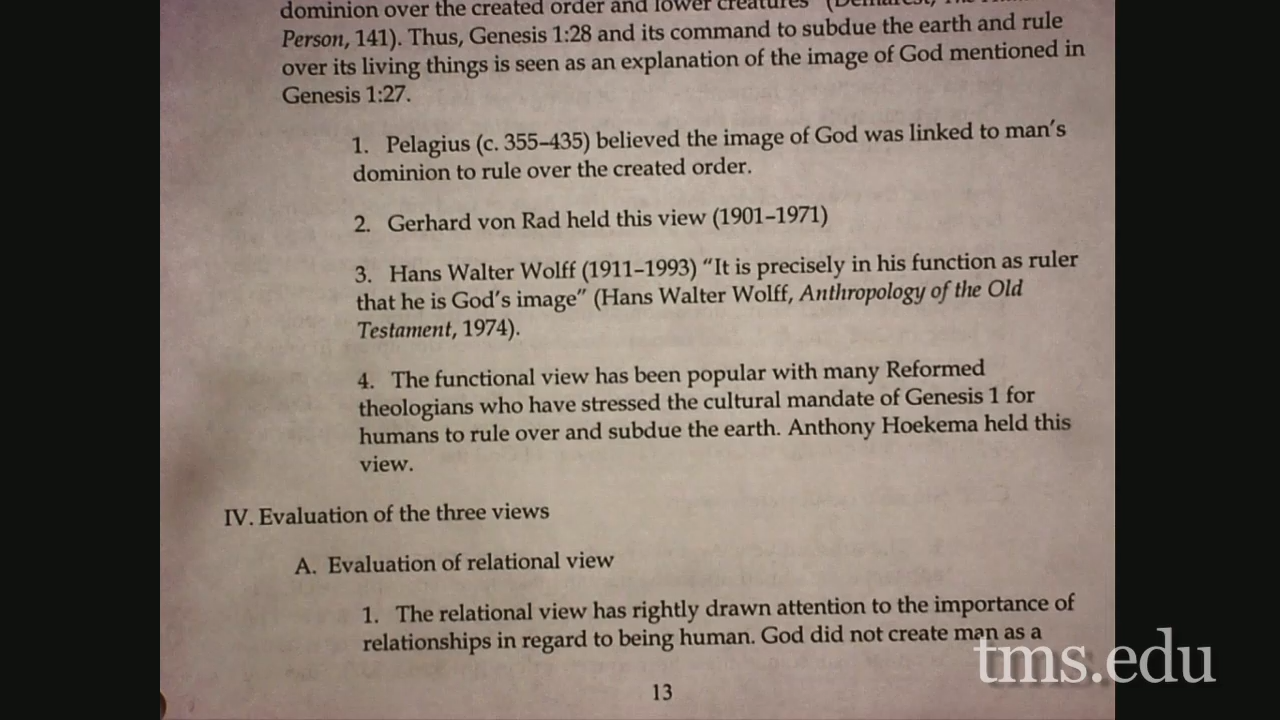 dominion over the created order and lower creatures" (Demarest, The
Person, 141). Thus, Genesis 1:28 and its command to subdue the earth and rule
over its living things is seen as an explanation of the image of God mentioned in
Genesis 1:27.
1. Pelagius (c. 355–435) believed the image of God was linked to man's
dominion to rule over the created order.
2. Gerhard von Rad held this view (1901–1971)
3. Hans Walter Wolff (1911–1993) "It is precisely in his function as ruler
that he is God's image" (Hans Walter Wolff, Anthropology of the Old
Testament, 1974).
4. The functional view has been popular with many Reformed
theologians who have stressed the cultural mandate of Genesis 1 for
humans to rule over and subdue the earth. Anthony Hoekema held this
view.
IV. Evaluation of the three views
A. Evaluation of relational view
1. The relational view has rightly drawn attention to the importance of
relationships in regard to being human. God did not create man as a
tms.edu
13